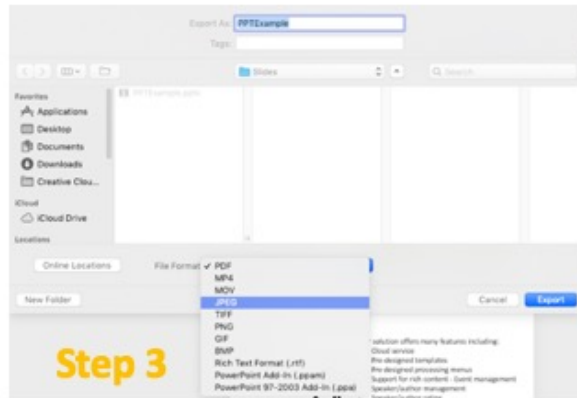 Export As: PPTExample
Tags:
Slides
Search
Favorites
PPTExample.pptx
Applications
Desktop
Documents
Downloads
Creative Clou...
iCloud
iCloud Drive
Locations
Online Locations
File Format
✓ PDF
MP4
MOV
JPEG
TIFF
PNG
GIF
BMP
Rich Text Format (.rtf)
PowerPoint Add-In (.ppam)
PowerPoint 97-2003 Add-In (.ppa)
New Folder
Cancel
Export
Step 3
solution offers many features including:
Cloud service
Pre-designed templates
Pre-designed processing menus
Support for rich content - Event management
Speaker/author management